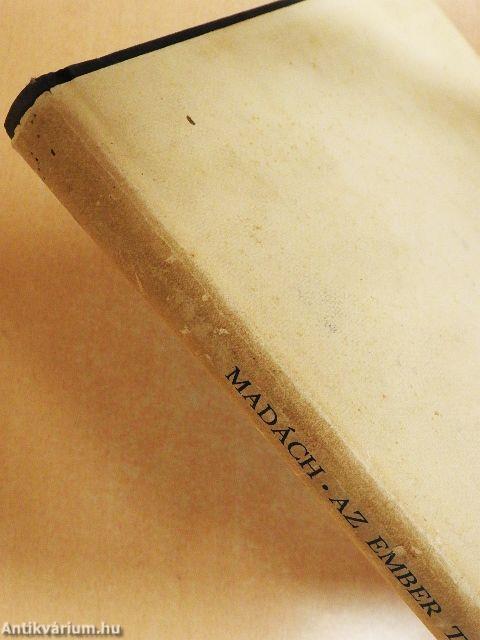 MADÁCH • AZ EMBER T
Antikvárium.hu